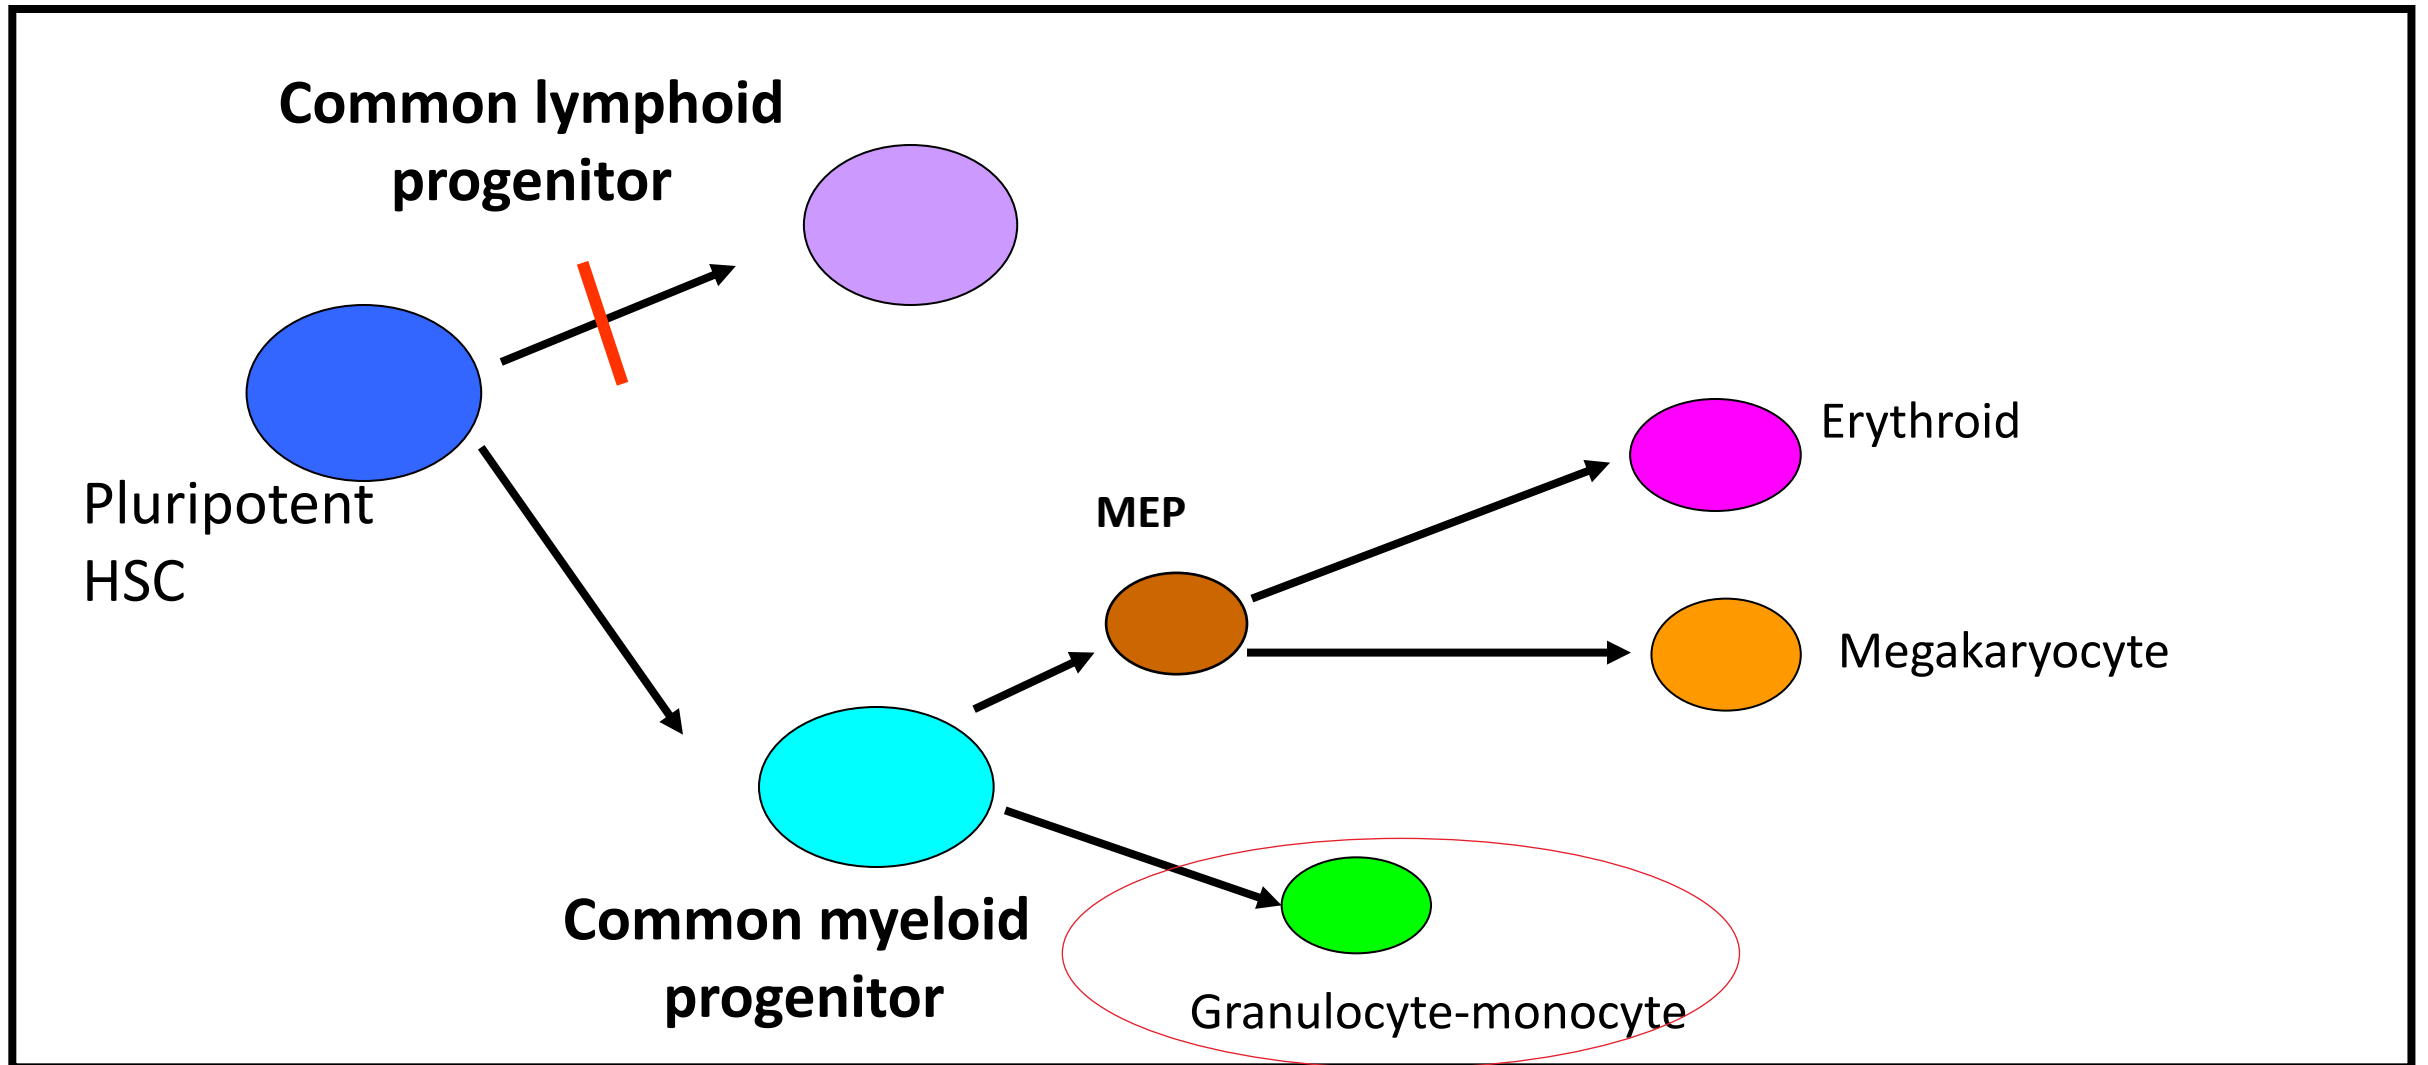 Common lymphoid
progenitor
Pluripotent
HSC
MEP
Erythroid
Megakaryocyte
Common myeloid
progenitor
Granulocyte-monocyte